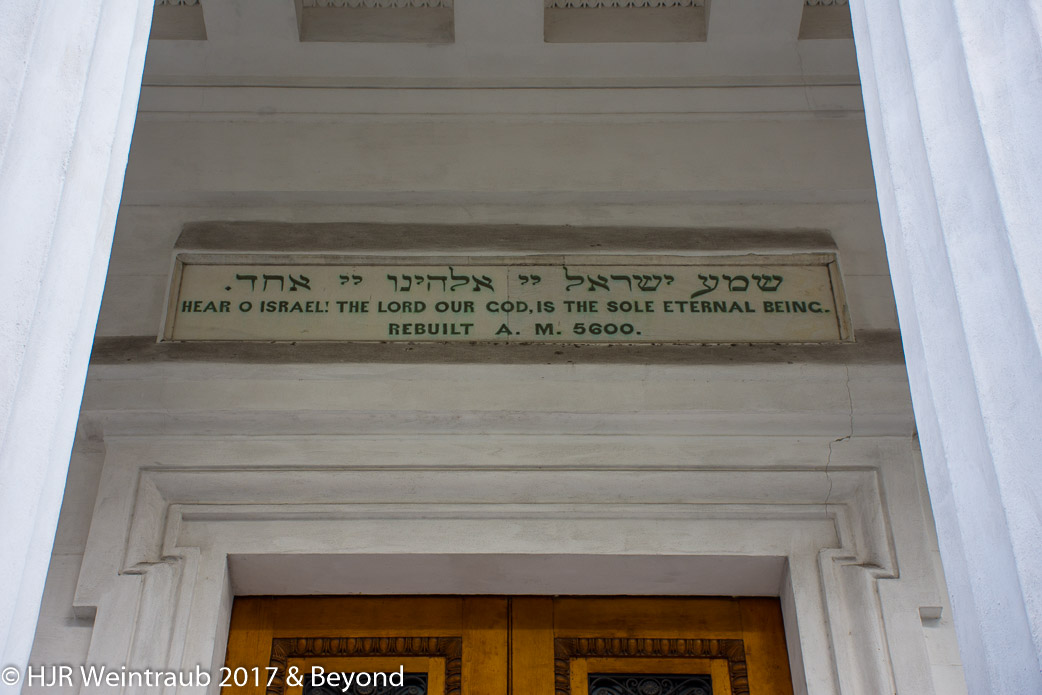 שמע ישראל יי אלהינו יי אחד.
HEAR O ISRAEL! THE LORD OUR GOD, IS THE SOLE ETERNAL BEING.
REBUILT A. M. 5600.
© HJR Weintraub 2017 & Beyond